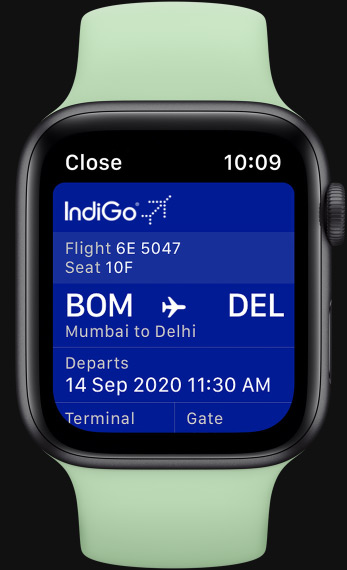 Close 10:09
IndiGo
Flight 6E 5047
Seat 10F
BOM DEL
Mumbai to Delhi
Departs
14 Sep 2020 11:30 AM
Terminal Gate